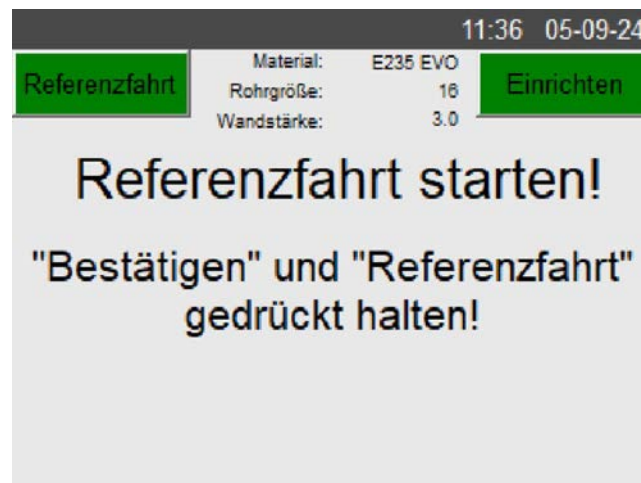 11:36 05-09-24
Referenzfahrt
Material: E235 EVO
Rohrgröße: 16
Wandstärke: 3.0
Einrichten
Referenzfahrt starten!
"Bestätigen" und "Referenzfahrt"
gedrückt halten!